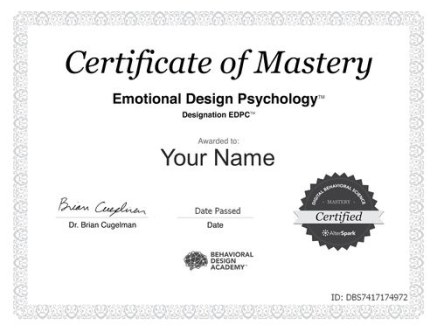 Certificate of Mastery
Emotional Design Psychology™
Designation EDPC™
Awarded to:
Your Name
Brian Cugelman
Dr. Brian Cugelman
Date Passed
Date
DIGITAL BEHAVIORAL SCIENCE
- MASTERY -
Certified
AlterSpark
BEHAVIORAL
DESIGN
ACADEMY™
ID: DBS7417174972